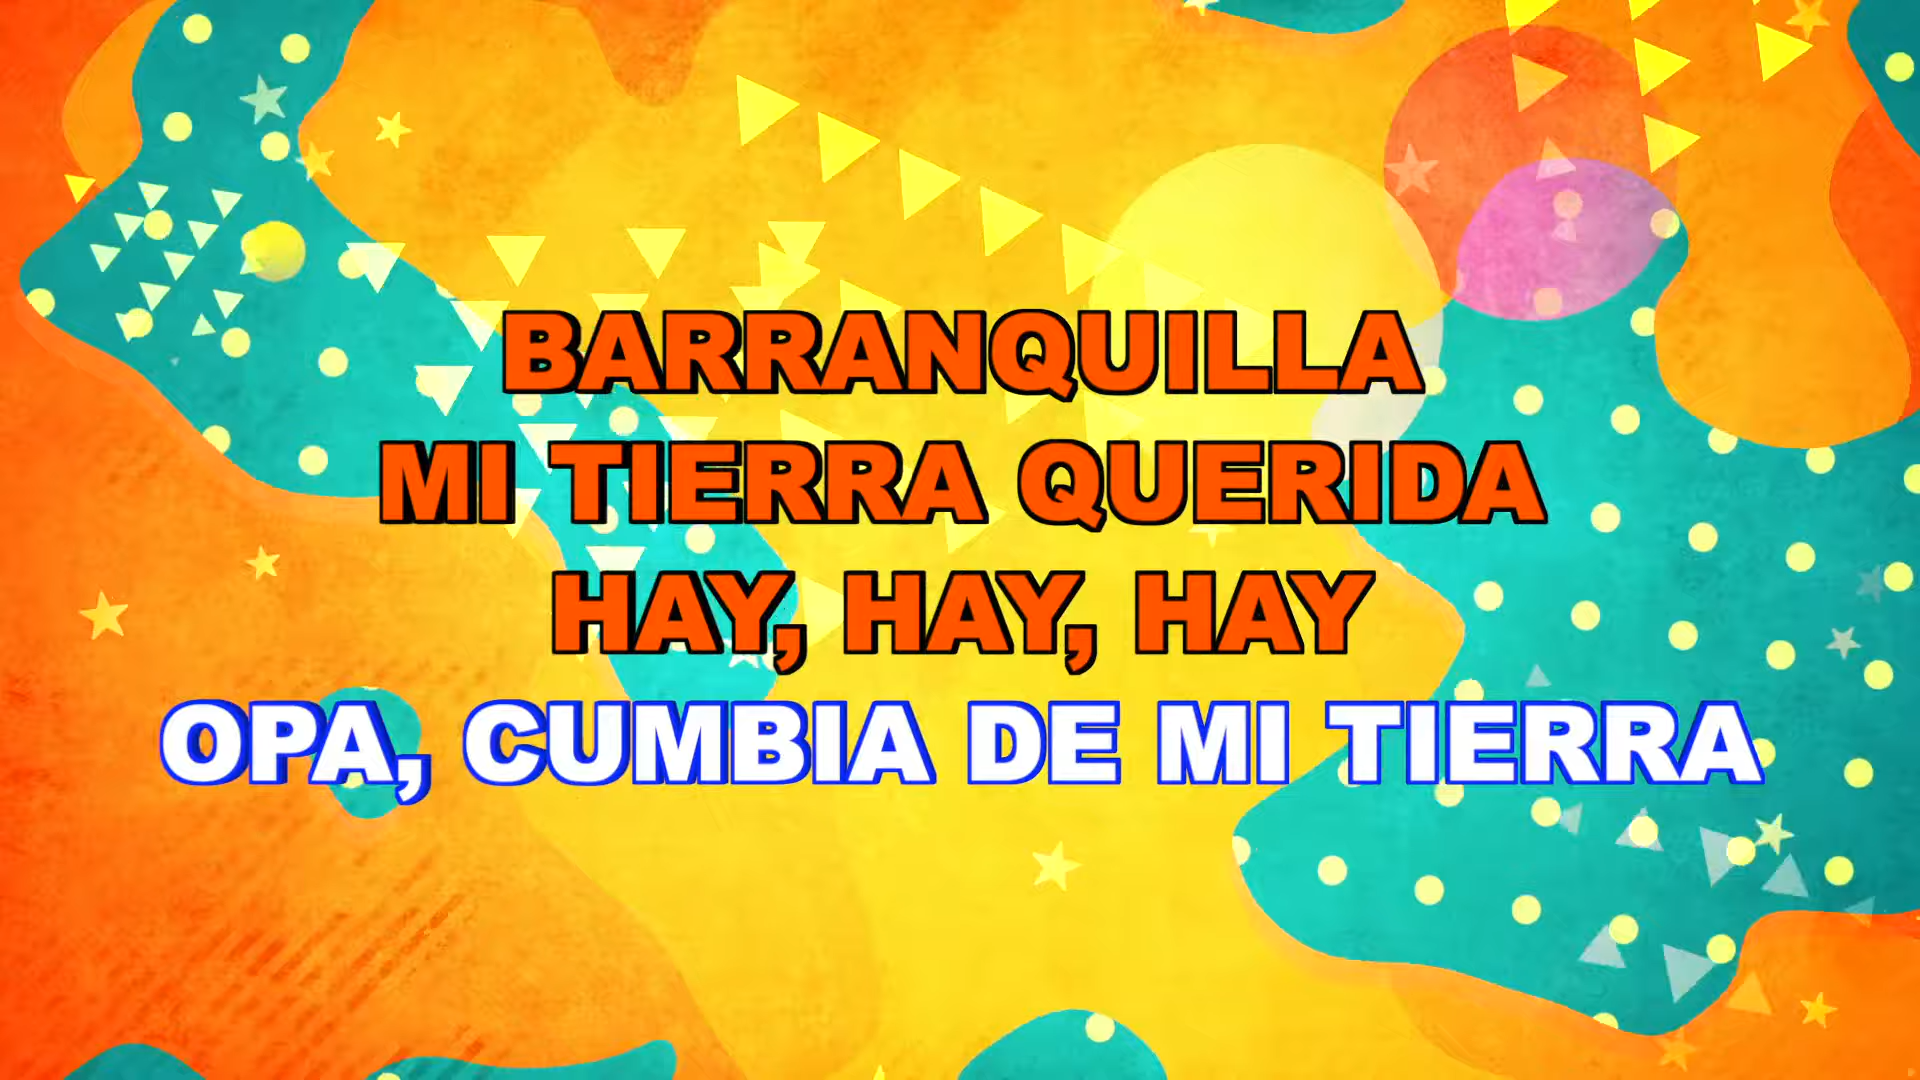 BARRANQUILLA
MI TIERRA QUERIDA
HAY, HAY, HAY
OPA, CUMBIA DE MI TIERRA